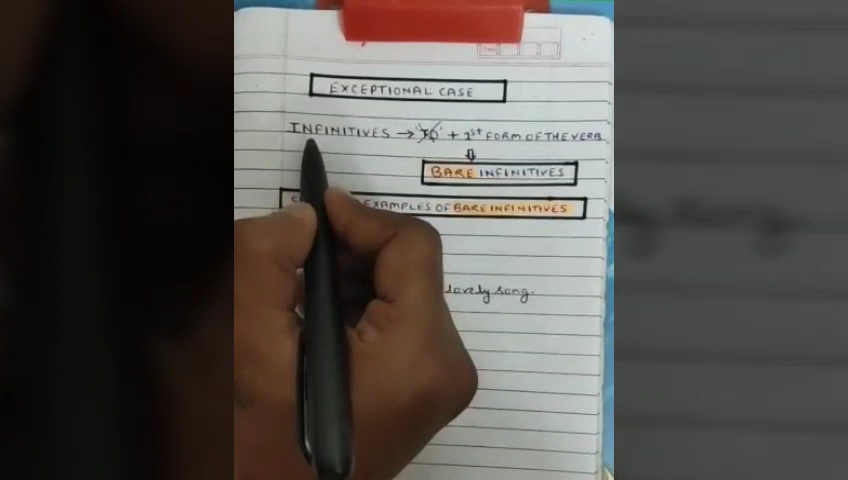 EXCEPTIONAL CASE
INFINITIVES → "TO" + 1st FORM OF THE VERB
⇩
BARE INFINITIVES
EXAMPLES OF BARE INFINITIVES
lovely song.